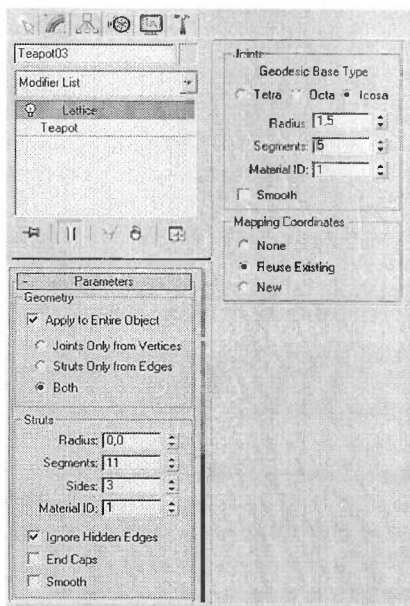 Teapot03
Modifier List
Lattice
Teapot
- Parameters
Geometry
Apply to Entire Object
Joints Only from Vertices
Struts Only from Edges
Both
Struts
Radius: 0,0
Segments: 11
Sides: 3
Material ID: 1
Ignore Hidden Edges
End Caps
Smooth
Joints
Geodesic Base Type
Tetra Octa Icosa
Radius: 1,5
Segments: 5
Material ID: 1
Smooth
Mapping Coordinates
None
Reuse Existing
New